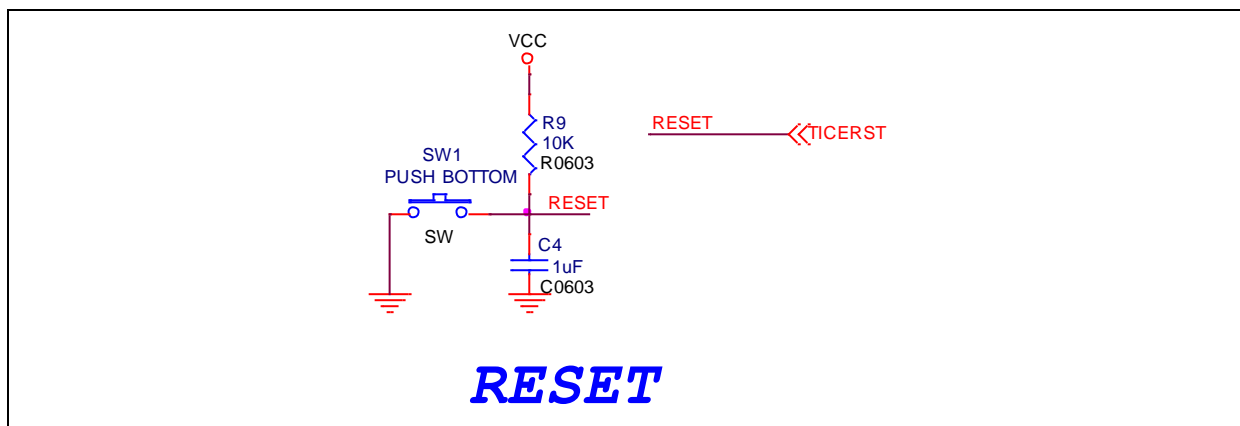 VCC
R9
10K
R0603
RESET
TICERST
SW1
PUSH BOTTOM
RESET
SW
C4
1uF
C0603
RESET